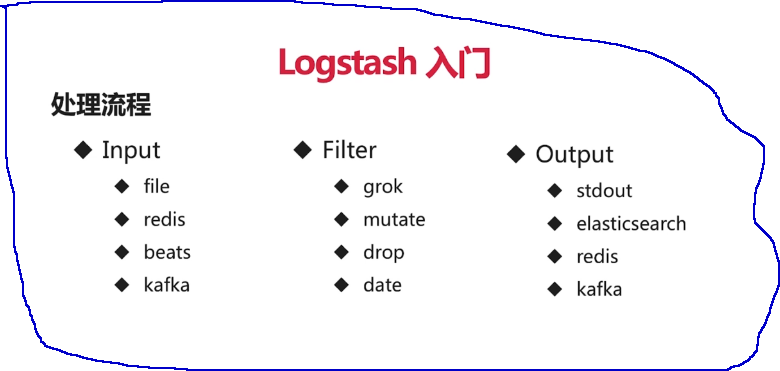 Logstash 入门
处理流程
◆ Input
◆ file
◆ redis
◆ beats
◆ kafka
◆ Filter
◆ grok
◆ mutate
◆ drop
◆ date
◆ Output
◆ stdout
◆ elasticsearch
◆ redis
◆ kafka